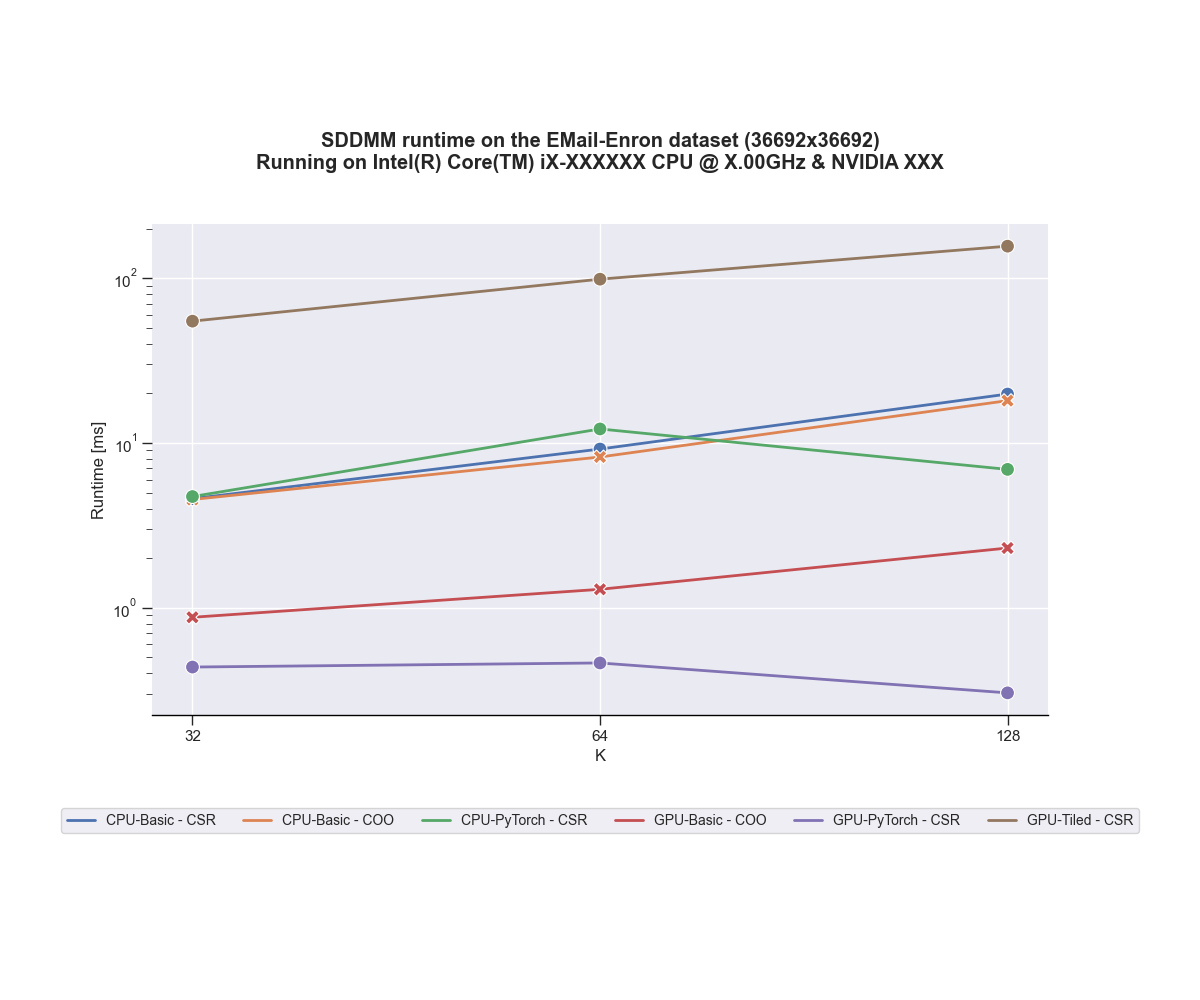 SDDMM runtime on the EMail-Enron dataset (36692x36692)
Running on Intel(R) Core(TM) iX-XXXXXX CPU @ X.00GHz & NVIDIA XXX
10²
10¹
10⁰
Runtime [ms]
32 64 128
K
CPU-Basic - CSR CPU-Basic - COO CPU-PyTorch - CSR GPU-Basic - COO GPU-PyTorch - CSR GPU-Tiled - CSR